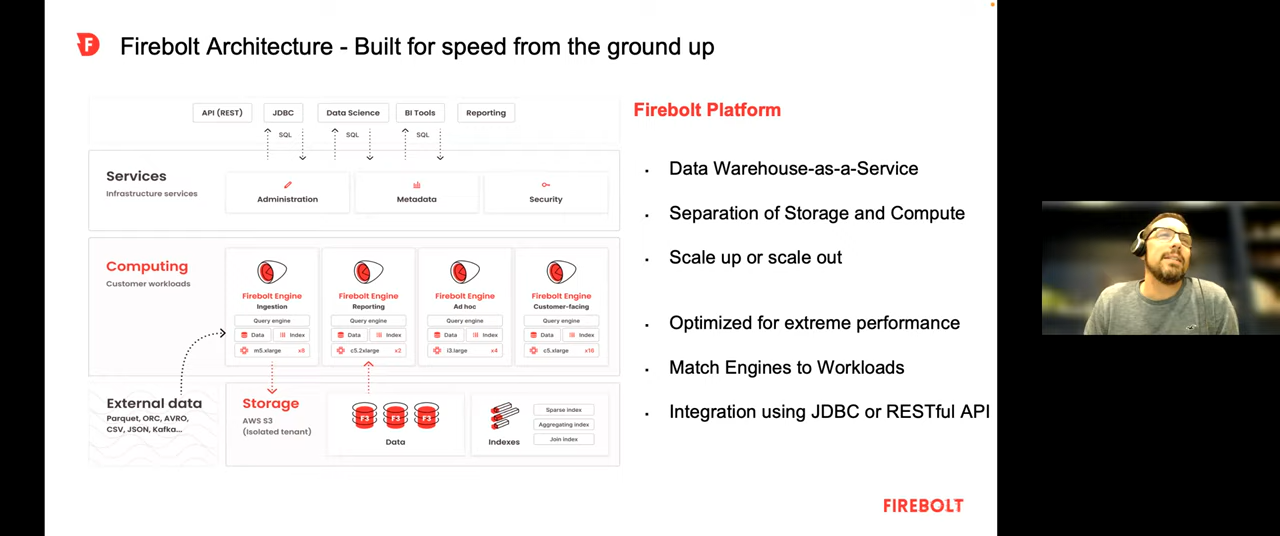 F Firebolt Architecture - Built for speed from the ground up
API (REST) JDBC Data Science BI Tools Reporting
SQL SQL SQL
Services
Infrastructure services
Administration Metadata Security
Computing
Customer workloads
Firebolt Engine Firebolt Engine Firebolt Engine Firebolt Engine
Ingestion Reporting Ad hoc Customer-facing
Query engine Query engine Query engine Query engine
Data Index Data Index Data Index Data Index
m5.xlarge x8 c5.2xlarge x2 i3.large x4 c5.xlarge x16
External data
Parquet, ORC, AVRO,
CSV, JSON, Kafka...
Storage
AWS S3
(Isolated tenant)
F3 F3 F3
Data
Indexes
Sparse index
Aggregating index
Join index
Firebolt Platform
Data Warehouse-as-a-Service
Separation of Storage and Compute
Scale up or scale out
Optimized for extreme performance
Match Engines to Workloads
Integration using JDBC or RESTful API
FIREBOLT